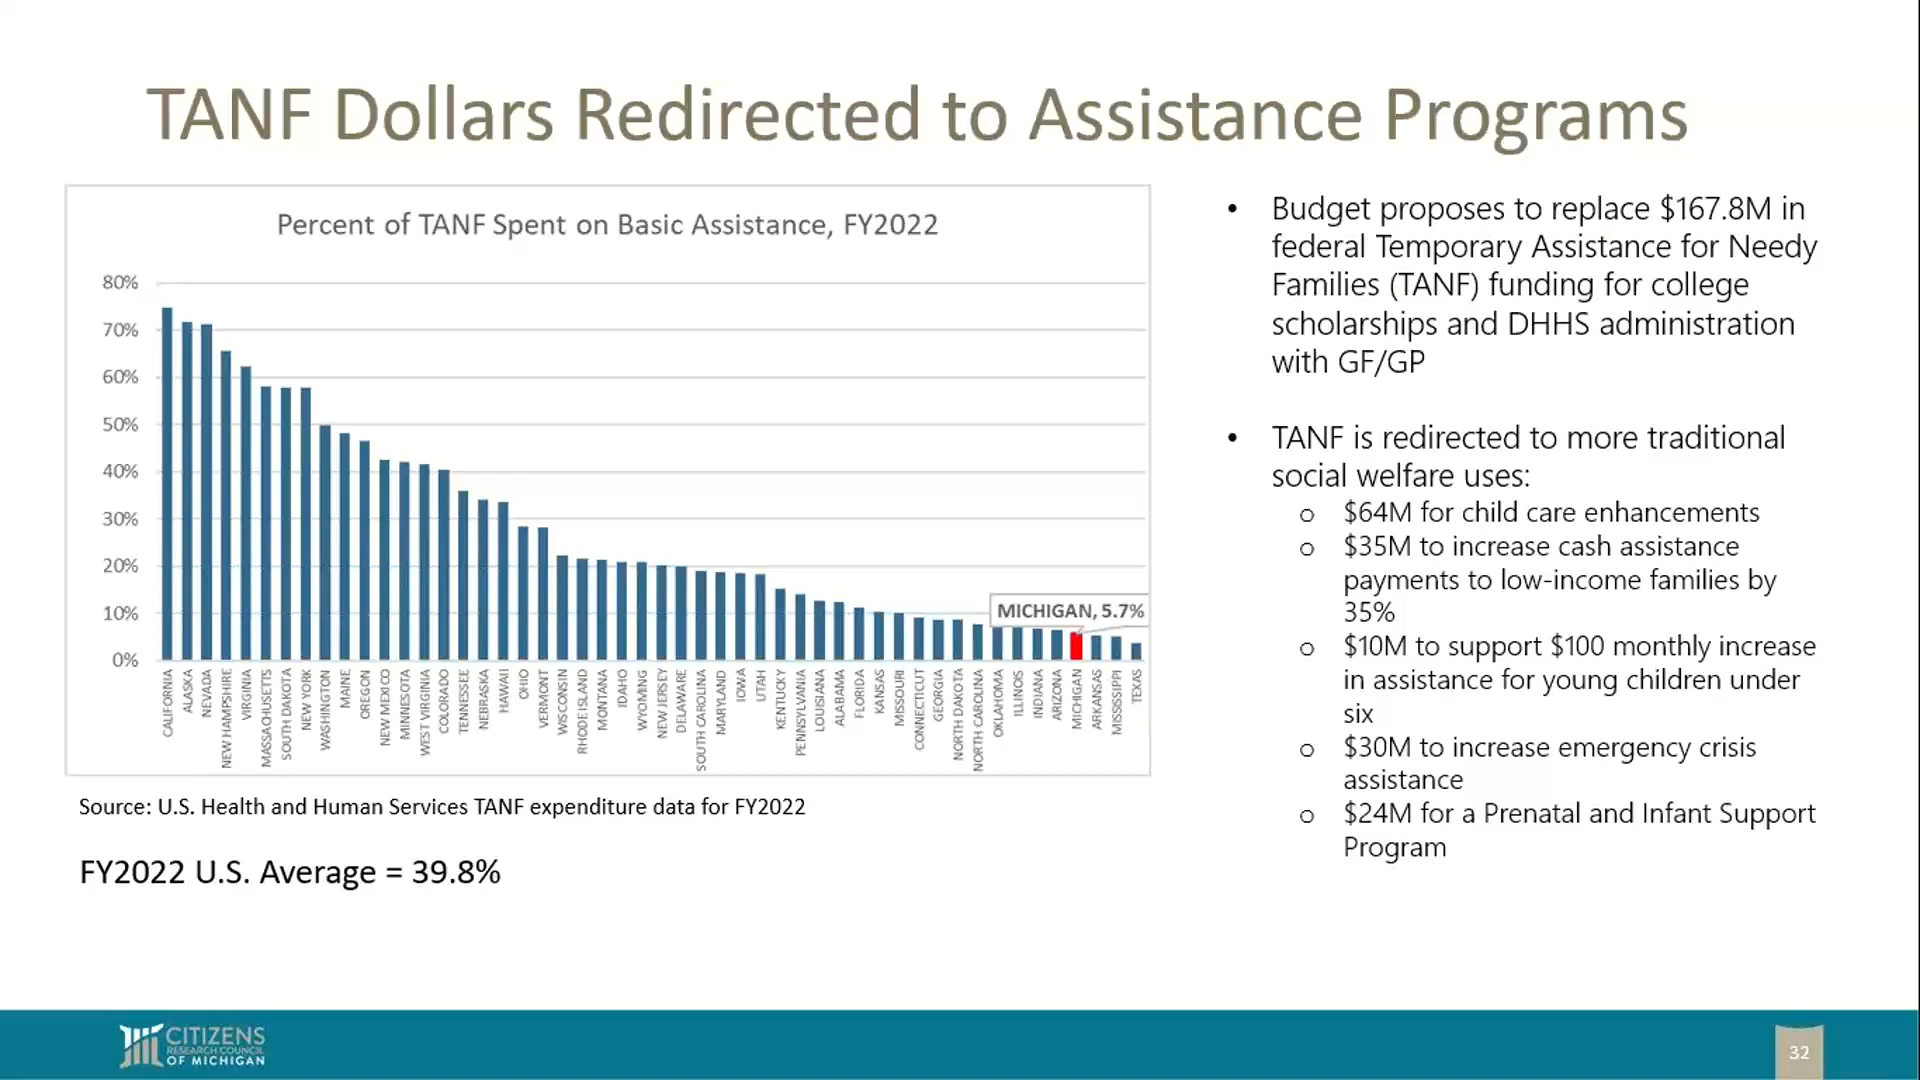 TANF Dollars Redirected to Assistance Programs
Percent of TANF Spent on Basic Assistance, FY2022
80%
70%
60%
50%
40%
30%
20%
10%
0%
MICHIGAN, 5.7%
CALIFORNIA
ALASKA
NEVADA
NEW HAMPSHIRE
VIRGINIA
MASSACHUSETTS
SOUTH DAKOTA
NEW YORK
WASHINGTON
MAINE
OREGON
NEW MEXICO
MINNESOTA
WEST VIRGINIA
COLORADO
TENNESSEE
NEBRASKA
HAWAII
OHIO
VERMONT
WISCONSIN
RHODE ISLAND
MONTANA
IDAHO
WYOMING
NEW JERSEY
DELAWARE
SOUTH CAROLINA
MARYLAND
IOWA
UTAH
KENTUCKY
PENNSYLVANIA
LOUISIANA
ALABAMA
FLORIDA
KANSAS
MISSOURI
CONNECTICUT
GEORGIA
NORTH DAKOTA
NORTH CAROLINA
OKLAHOMA
ILLINOIS
INDIANA
ARIZONA
MICHIGAN
ARKANSAS
MISSISSIPPI
TEXAS
Source: U.S. Health and Human Services TANF expenditure data for FY2022
FY2022 U.S. Average = 39.8%
• Budget proposes to replace $167.8M in
federal Temporary Assistance for Needy
Families (TANF) funding for college
scholarships and DHHS administration
with GF/GP
• TANF is redirected to more traditional
social welfare uses:
o $64M for child care enhancements
o $35M to increase cash assistance
payments to low-income families by
35%
o $10M to support $100 monthly increase
in assistance for young children under
six
o $30M to increase emergency crisis
assistance
o $24M for a Prenatal and Infant Support
Program
CITIZENS
RESEARCH COUNCIL
OF MICHIGAN
32